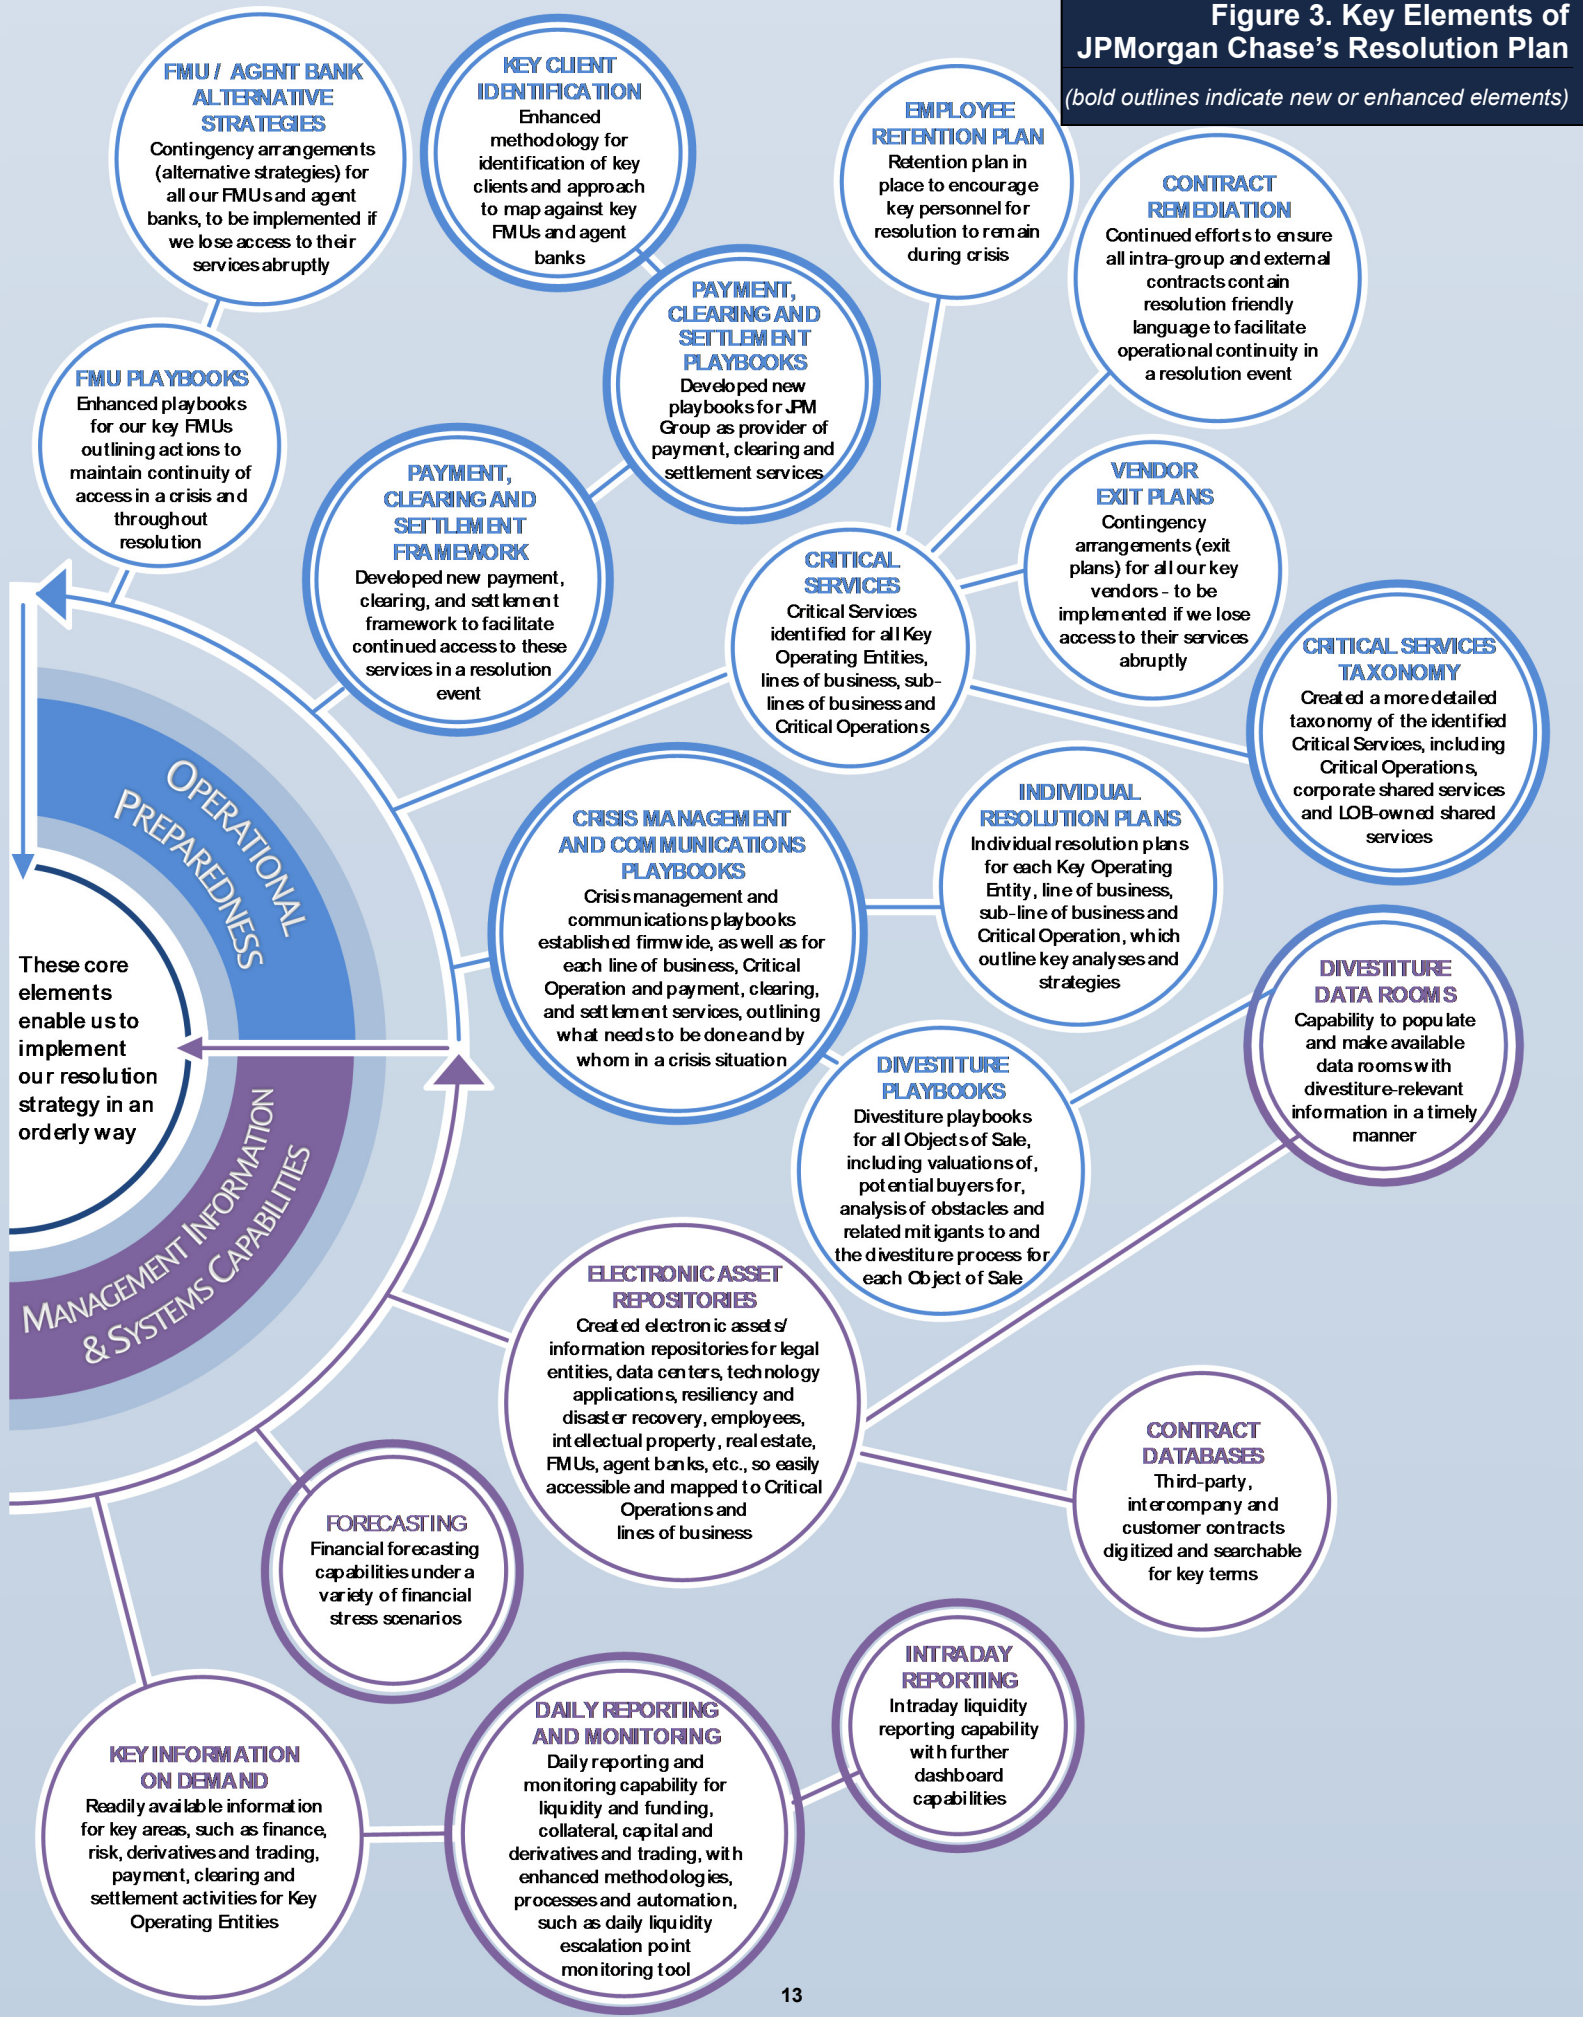 Figure 3. Key Elements of
JPMorgan Chase's Resolution Plan
(bold outlines indicate new or enhanced elements)
FMU / AGENT BANK
ALTERNATIVE
STRATEGIES
Contingency arrangements
(alternative strategies) for
all our FMUs and agent
banks, to be implemented if
we lose access to their
services abruptly
KEY CLIENT
IDENTIFICATION
Enhanced
methodology for
identification of key
clients and approach
to map against key
FMUs and agent
banks
EMPLOYEE
RETENTION PLAN
Retention plan in
place to encourage
key personnel for
resolution to remain
during crisis
CONTRACT
REMEDIATION
Continued efforts to ensure
all intra-group and external
contracts contain
resolution friendly
language to facilitate
operational continuity in
a resolution event
PAYMENT,
CLEARING AND
SETTLEMENT
PLAYBOOKS
Developed new
playbooks for JPM
Group as provider of
payment, clearing and
settlement services
FMU PLAYBOOKS
Enhanced playbooks
for our key FMUs
outlining actions to
maintain continuity of
access in a crisis and
throughout
resolution
PAYMENT,
CLEARING AND
SETTLEMENT
FRAMEWORK
Developed new payment,
clearing, and settlement
framework to facilitate
continued access to these
services in a resolution
event
VENDOR
EXIT PLANS
Contingency
arrangements (exit
plans) for all our key
vendors - to be
implemented if we lose
access to their services
abruptly
CRITICAL
SERVICES
Critical Services
identified for all Key
Operating Entities,
lines of business, sub-
lines of business and
Critical Operations
CRITICAL SERVICES
TAXONOMY
Created a more detailed
taxonomy of the identified
Critical Services, including
Critical Operations,
corporate shared services
and LOB-owned shared
services
OPERATIONAL
PREPAREDNESS
CRISIS MANAGEMENT
AND COMMUNICATIONS
PLAYBOOKS
Crisis management and
communications playbooks
established firmwide, as well as for
each line of business, Critical
Operation and payment, clearing,
and settlement services, outlining
what needs to be done and by
whom in a crisis situation
INDIVIDUAL
RESOLUTION PLANS
Individual resolution plans
for each Key Operating
Entity, line of business,
sub-line of business and
Critical Operation, which
outline key analyses and
strategies
These core
elements
enable us to
implement
our resolution
strategy in an
orderly way
DIVESTITURE
DATA ROOMS
Capability to populate
and make available
data rooms with
divestiture-relevant
information in a timely
manner
DIVESTITURE
PLAYBOOKS
Divestiture playbooks
for all Objects of Sale,
including valuations of,
potential buyers for,
analysis of obstacles and
related mitigants to and
the divestiture process for
each Object of Sale
MANAGEMENT INFORMATION
& SYSTEMS CAPABILITIES
ELECTRONIC ASSET
REPOSITORIES
Created electronic assets/
information repositories for legal
entities, data centers, technology
applications, resiliency and
disaster recovery, employees,
intellectual property, real estate,
FMUs, agent banks, etc., so easily
accessible and mapped to Critical
Operations and
lines of business
CONTRACT
DATABASES
Third-party,
intercompany and
customer contracts
digitized and searchable
for key terms
FORECASTING
Financial forecasting
capabilities under a
variety of financial
stress scenarios
INTRADAY
REPORTING
Intraday liquidity
reporting capability
with further
dashboard
capabilities
DAILY REPORTING
AND MONITORING
Daily reporting and
monitoring capability for
liquidity and funding,
collateral, capital and
derivatives and trading, with
enhanced methodologies,
processes and automation,
such as daily liquidity
escalation point
monitoring tool
KEY INFORMATION
ON DEMAND
Readily available information
for key areas, such as finance,
risk, derivatives and trading,
payment, clearing and
settlement activities for Key
Operating Entities
13